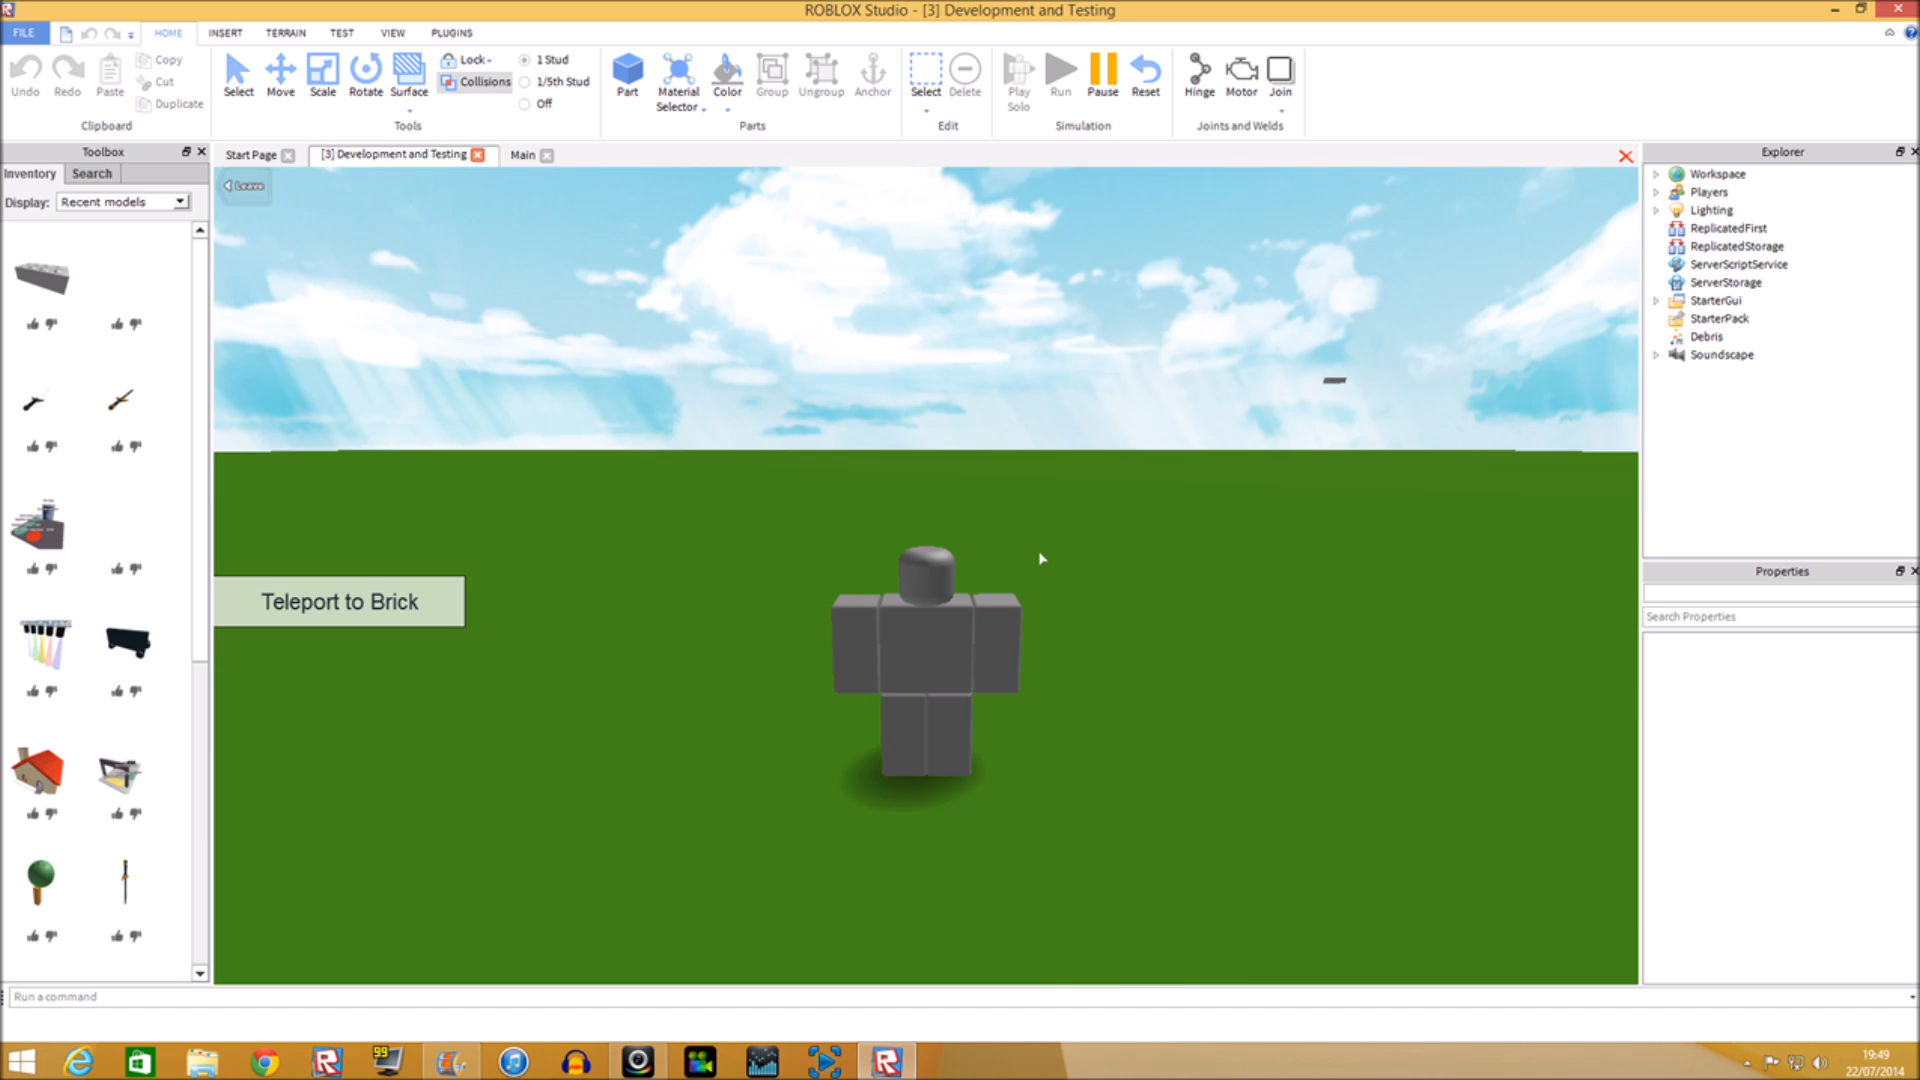 ROBLOX Studio - [3] Development and Testing
FILE HOME INSERT TERRAIN TEST VIEW PLUGINS
Undo Redo Paste Copy Cut Duplicate
Clipboard
Select Move Scale Rotate Surface Lock Collisions 1 Stud 1/5th Stud Off
Tools
Part Material Selector Color Group Ungroup Anchor
Parts
Select Delete
Edit
Play Solo Run Pause Reset
Simulation
Hinge Motor Join
Joints and Welds
Toolbox
Inventory Search
Display: Recent models
Start Page [3] Development and Testing Main
Leave
Teleport to Brick
Explorer
Workspace
Players
Lighting
ReplicatedFirst
ReplicatedStorage
ServerScriptService
ServerStorage
StarterGui
StarterPack
Debris
Soundscape
Properties
Search Properties
Run a command
99
19:49
22/07/2014